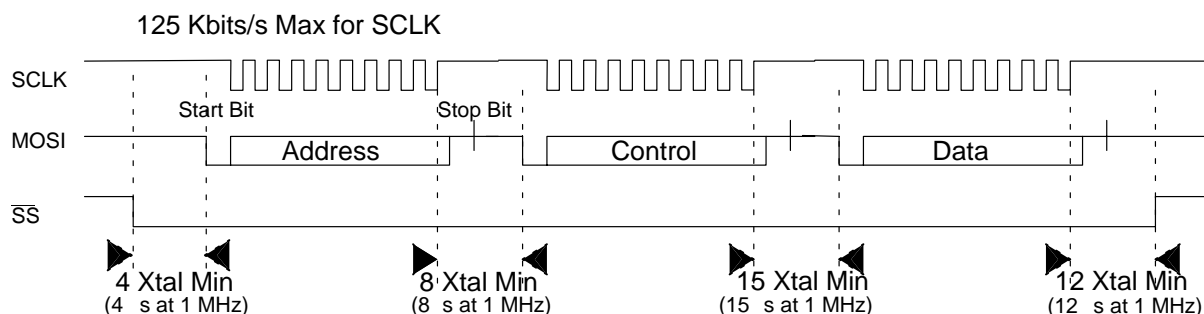 125 Kbits/s Max for SCLK
SCLK
Start Bit
Stop Bit
MOSI
Address
Control
Data
SS
4 Xtal Min
8 Xtal Min
15 Xtal Min
12 Xtal Min
(4 s at 1 MHz)
(8 s at 1 MHz)
(15 s at 1 MHz)
(12 s at 1 MHz)